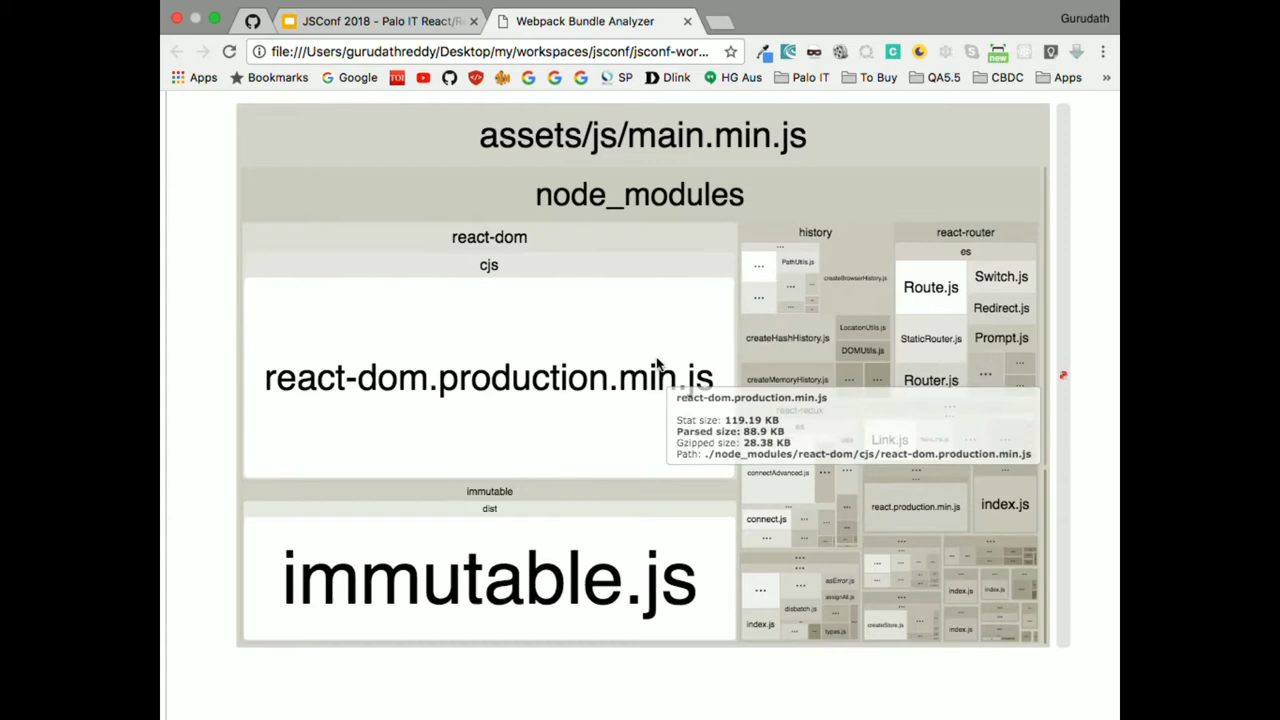 JSConf 2018 - Palo IT React/R
Webpack Bundle Analyzer
Gurudath
file:///Users/gurudathreddy/Desktop/my/workspaces/jsconf/jsconf-wor...
new
Apps
Bookmarks
Google
TOI
SP
Dlink
HG Aus
Palo IT
To Buy
QA5.5
CBDC
Apps
»
assets/js/main.min.js
node_modules
react-dom
cjs
react-dom.production.min.js
immutable
dist
immutable.js
history
...
...
PathUtils.js
...
...
createBrowserHistory.js
createHashHistory.js
LocationUtils.js
DOMUtils.js
createMemoryHistory.js
...
...
react-router
es
Route.js
Switch.js
Redirect.js
StaticRouter.js
Prompt.js
Router.js
...
...
react-dom.production.min.js
Stat size: 119.19 KB
Parsed size: 88.9 KB
Gzipped size: 28.38 KB
Path: ./node_modules/react-dom/cjs/react-dom.production.min.js
react-redux
es
Link.js
connectAdvanced.js
connect.js
react.production.min.js
index.js
asError.js
assignAll.js
disbatch.js
index.js
types.js
createStore.js
index.js
index.js
index.js